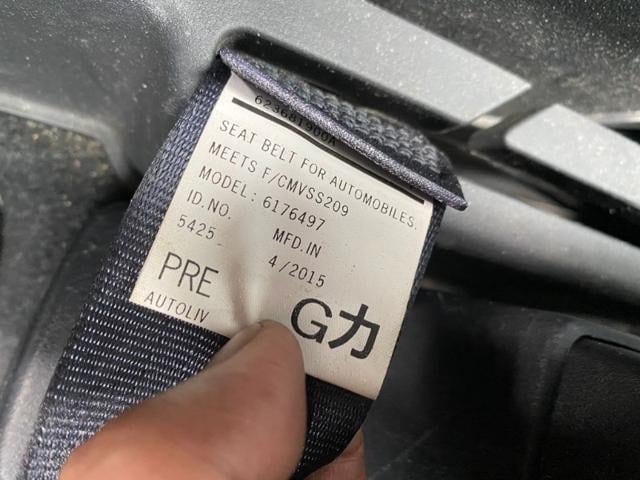 623681900A
SEAT BELT FOR AUTOMOBILES.
MEETS F/CMVSS209
MODEL: 6176497
ID.NO. MFD.IN
5425 4/2015
PRE G力
AUTOLIV